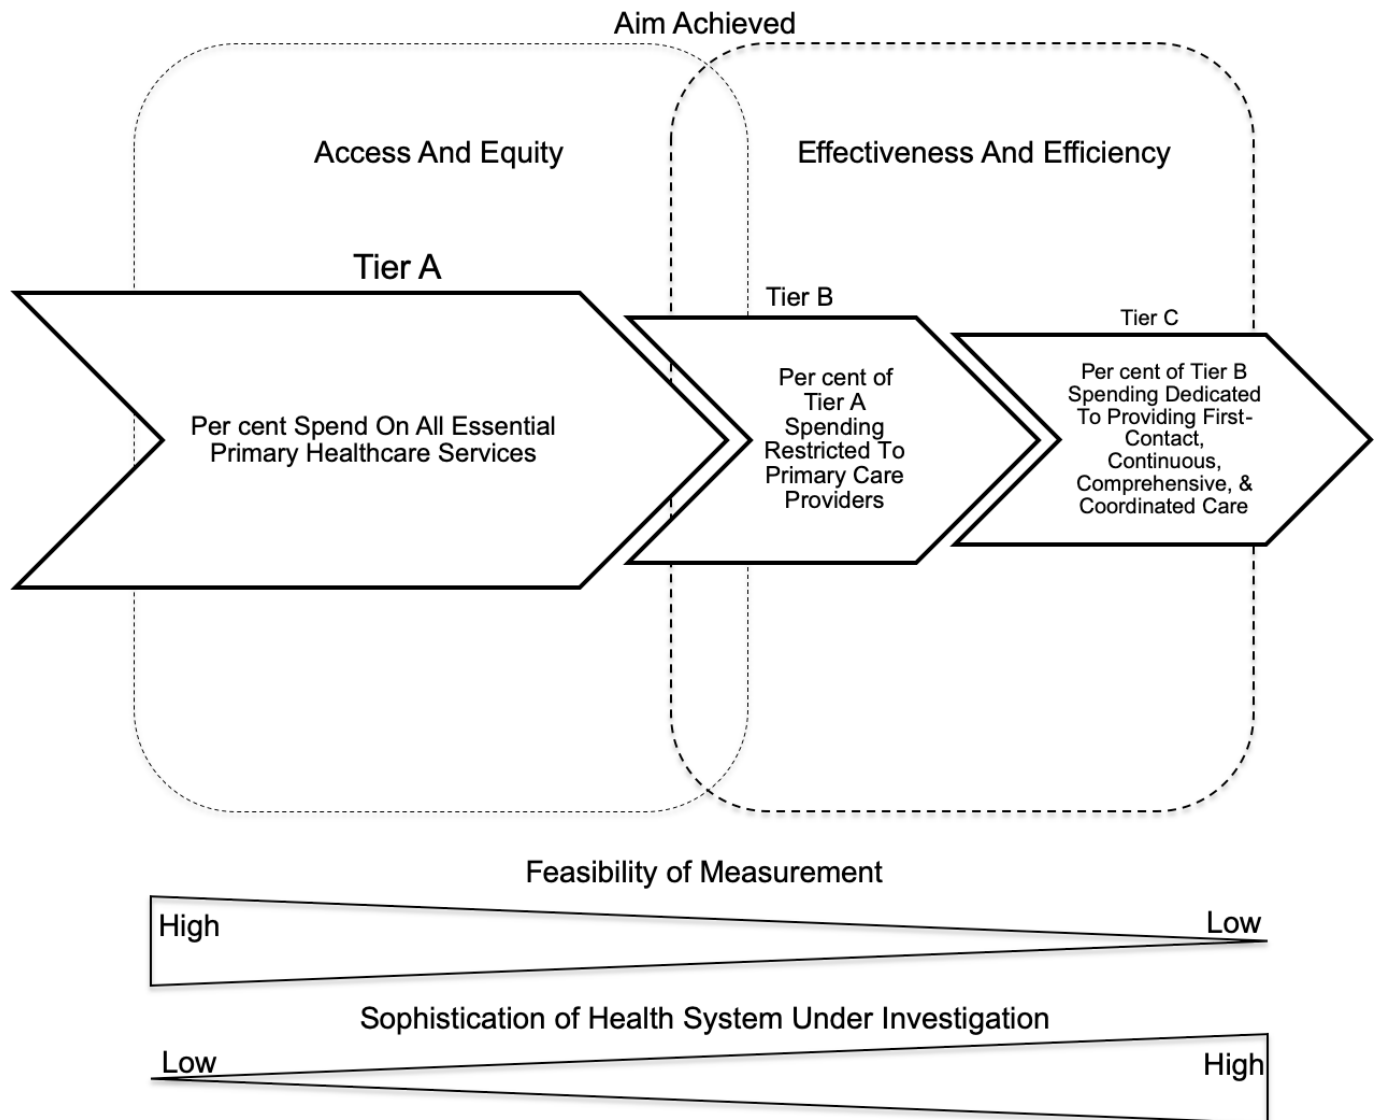 Aim Achieved
Access And Equity
Effectiveness And Efficiency
Tier A
Tier B
Tier C
Per cent Spend On All Essential
Primary Healthcare Services
Per cent of
Tier A
Spending
Restricted To
Primary Care
Providers
Per cent of Tier B
Spending Dedicated
To Providing First-
Contact,
Continuous,
Comprehensive, &
Coordinated Care
Feasibility of Measurement
High
Low
Sophistication of Health System Under Investigation
Low
High